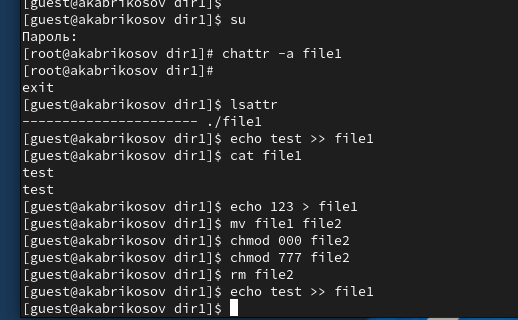 [guest@akabrikosov dir1]$
[guest@akabrikosov dir1]$ su
Пароль:
[root@akabrikosov dir1]# chattr -a file1
[root@akabrikosov dir1]#
exit
[guest@akabrikosov dir1]$ lsattr
---------------------- ./file1
[guest@akabrikosov dir1]$ echo test >> file1
[guest@akabrikosov dir1]$ cat file1
test
test
[guest@akabrikosov dir1]$ echo 123 > file1
[guest@akabrikosov dir1]$ mv file1 file2
[guest@akabrikosov dir1]$ chmod 000 file2
[guest@akabrikosov dir1]$ chmod 777 file2
[guest@akabrikosov dir1]$ rm file2
[guest@akabrikosov dir1]$ echo test >> file1
[guest@akabrikosov dir1]$